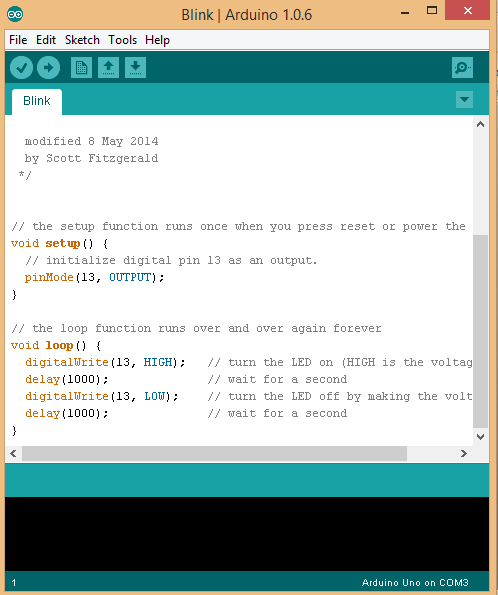 Blink | Arduino 1.0.6
File Edit Sketch Tools Help
Blink
modified 8 May 2014
by Scott Fitzgerald
*/
// the setup function runs once when you press reset or power the
void setup() {
// initialize digital pin 13 as an output.
pinMode(13, OUTPUT);
}
// the loop function runs over and over again forever
void loop() {
digitalWrite(13, HIGH); // turn the LED on (HIGH is the voltag
delay(1000); // wait for a second
digitalWrite(13, LOW); // turn the LED off by making the volt
delay(1000); // wait for a second
}
1 Arduino Uno on COM3